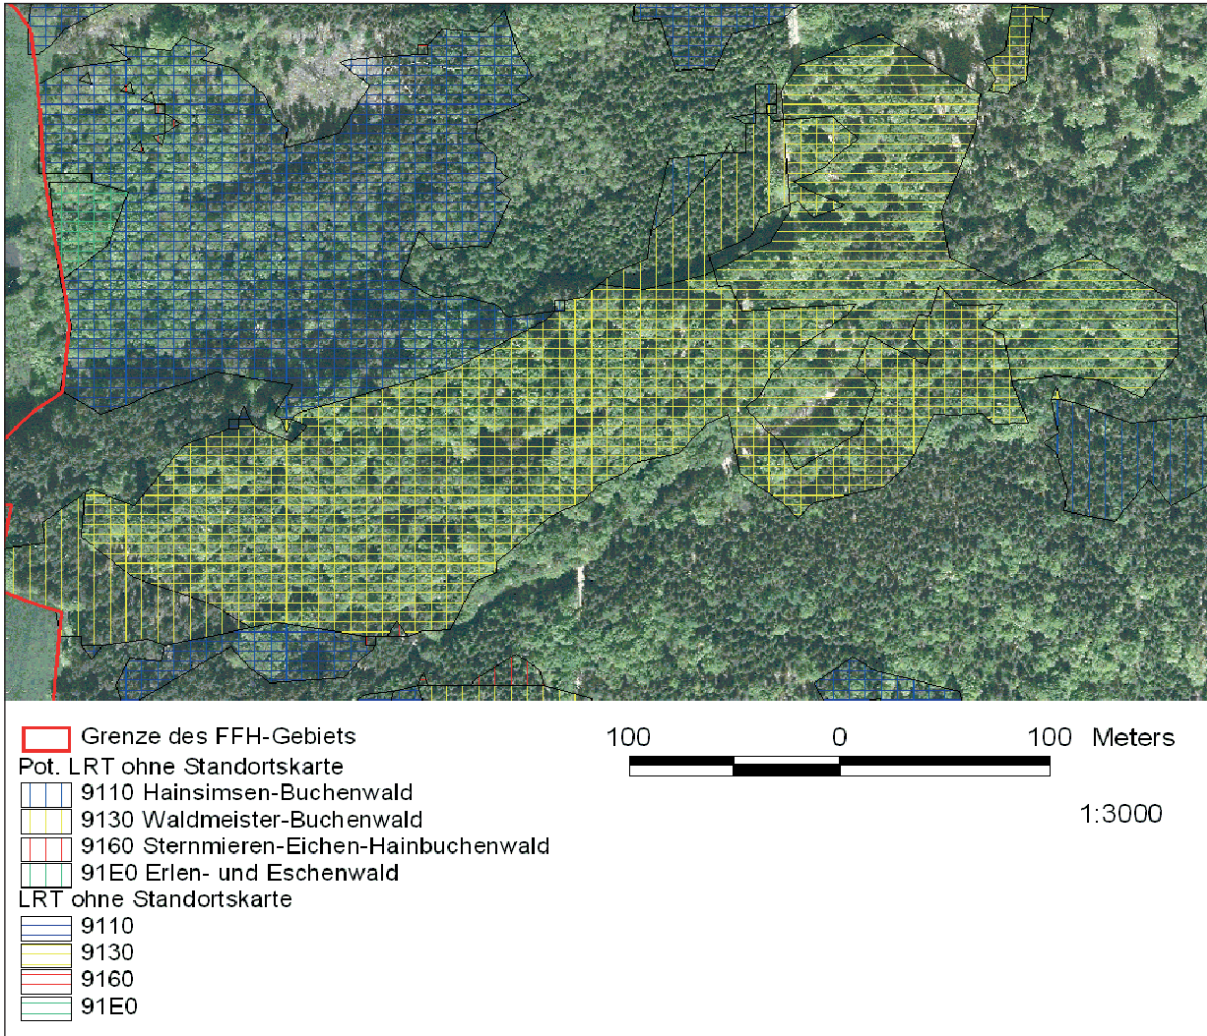 Grenze des FFH-Gebiets
Pot. LRT ohne Standortskarte
9110 Hainsimsen-Buchenwald
9130 Waldmeister-Buchenwald
9160 Sternmieren-Eichen-Hainbuchenwald
91E0 Erlen- und Eschenwald
LRT ohne Standortskarte
9110
9130
9160
91E0
100 0 100 Meters
1:3000